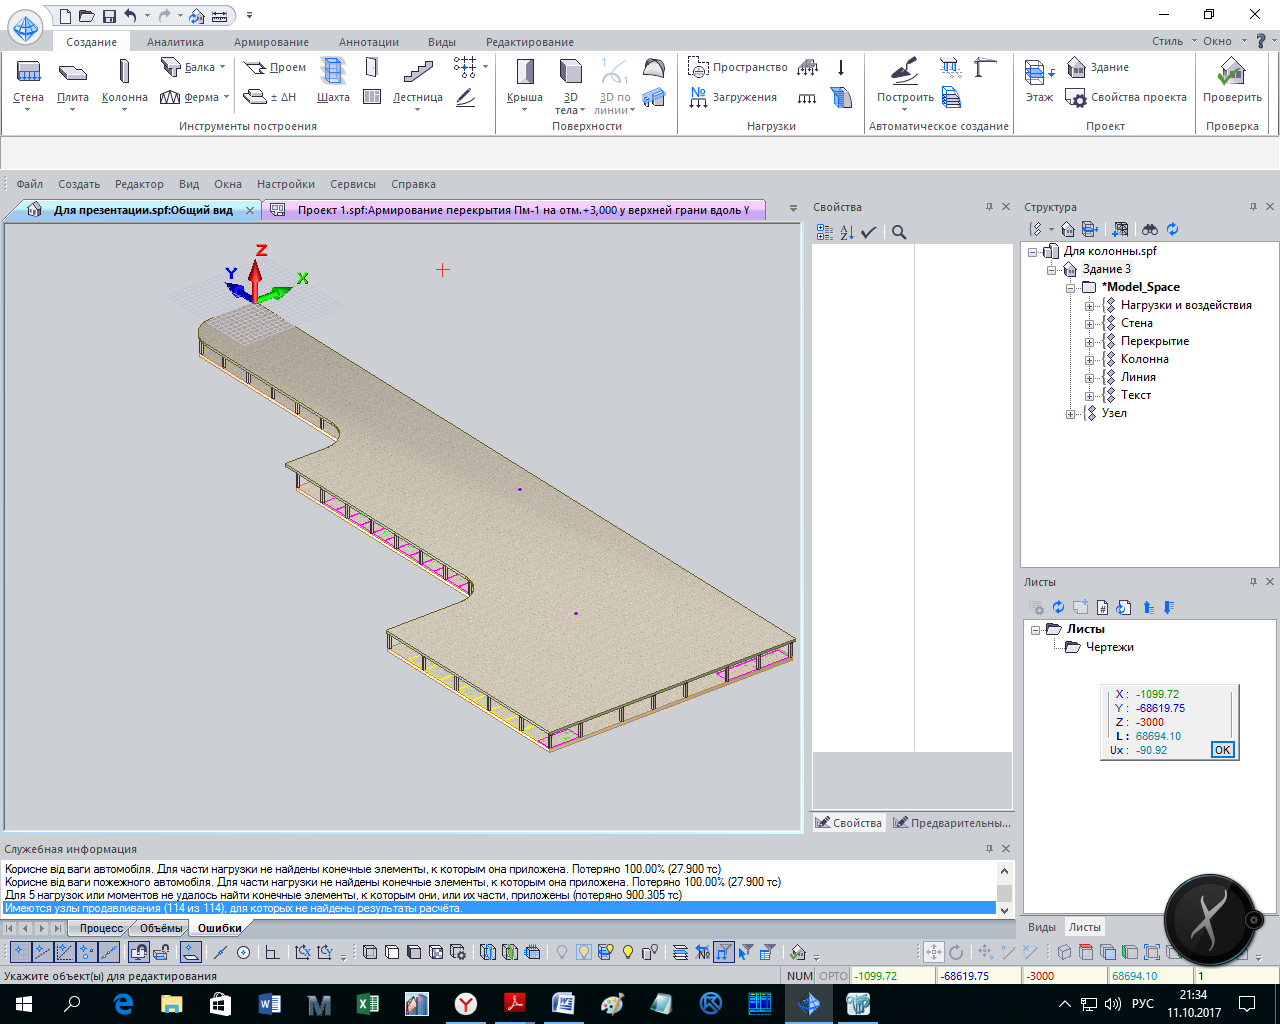 Создание Аналитика Армирование Аннотации Виды Редактирование Стиль Окно ?
Стена Плита Колонна Балка Ферма Проем ± ΔH Шахта Лестница
Крыша 3D тела 3D по линии
Пространство № Загружения
Построить Этаж Здание Свойства проекта Проверить
Инструменты построения Поверхности Нагрузки Автоматическое создание Проект Проверка
Файл Создать Редактор Вид Окна Настройки Сервисы Справка
Для презентации.spf:Общий вид
Проект 1.spf:Армирование перекрытия Пм-1 на отм.+3,000 у верхней грани вдоль Y
Z
Y
X
Свойства
Свойства Предварительны...
Структура
Для колонны.spf
Здание 3
*Model_Space
Нагрузки и воздействия
Стена
Перекрытие
Колонна
Линия
Текст
Узел
Листы
Листы
Чертежи
X : -1099.72
Y : -68619.75
Z : -3000
L : 68694.10
Ux : -90.92
OK
Виды Листы
Служебная информация
Корисне від ваги автомобіля. Для части нагрузки не найдены конечные элементы, к которым она приложена. Потеряно 100.00% (27.900 тс)
Корисне від ваги пожежного автомобіля. Для части нагрузки не найдены конечные элементы, к которым она приложена. Потеряно 100.00% (27.900 тс)
Для 5 нагрузок или моментов не удалось найти конечные элементы, к которым они, или их части, приложены (потеряно 900.305 тс)
Имеются узлы продавливания (114 из 114), для которых не найдены результаты расчёта.
Процесс Объёмы Ошибки
Укажите объект(ы) для редактирования
NUM ОРТО -1099.72 -68619.75 -3000 68694.10 1
РУС
21:34
11.10.2017